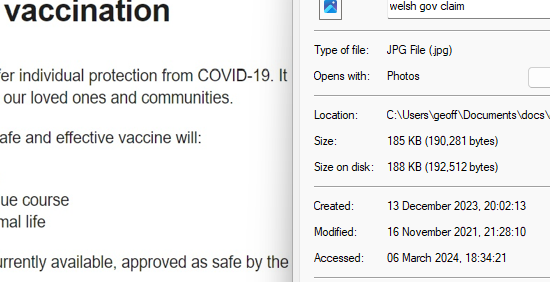 vaccination
fer individual protection from COVID-19. It
our loved ones and communities.
afe and effective vaccine will:
ue course
mal life
urrently available, approved as safe by the
welsh gov claim
Type of file: JPG File (.jpg)
Opens with: Photos
Location: C:\Users\geoff\Documents\docs\
Size: 185 KB (190,281 bytes)
Size on disk: 188 KB (192,512 bytes)
Created: 13 December 2023, 20:02:13
Modified: 16 November 2021, 21:28:10
Accessed: 06 March 2024, 18:34:21